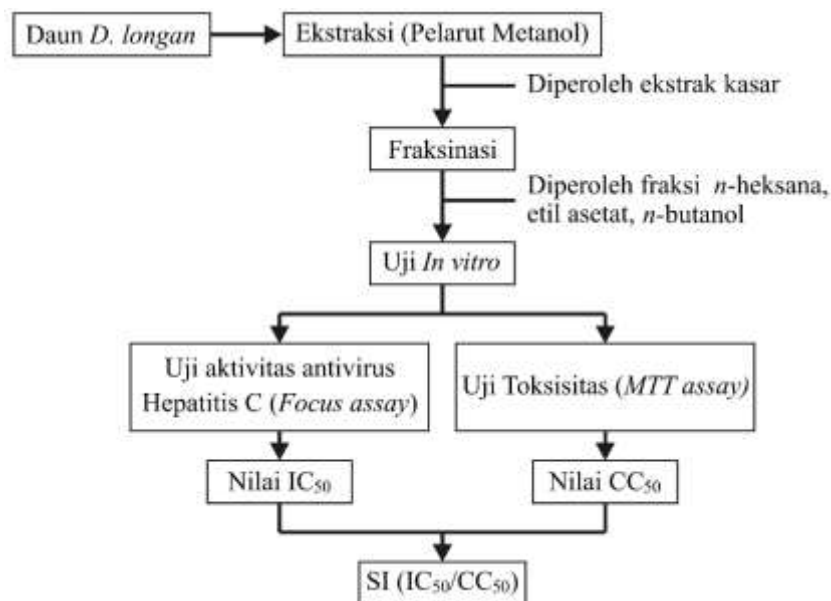 Daun D. longan
Ekstraksi (Pelarut Metanol)
Diperoleh ekstrak kasar
Fraksinasi
Diperoleh fraksi n-heksana,
etil asetat, n-butanol
Uji In vitro
Uji aktivitas antivirus
Hepatitis C (Focus assay)
Uji Toksisitas (MTT assay)
Nilai IC₅₀
Nilai CC₅₀
SI (IC₅₀/CC₅₀)